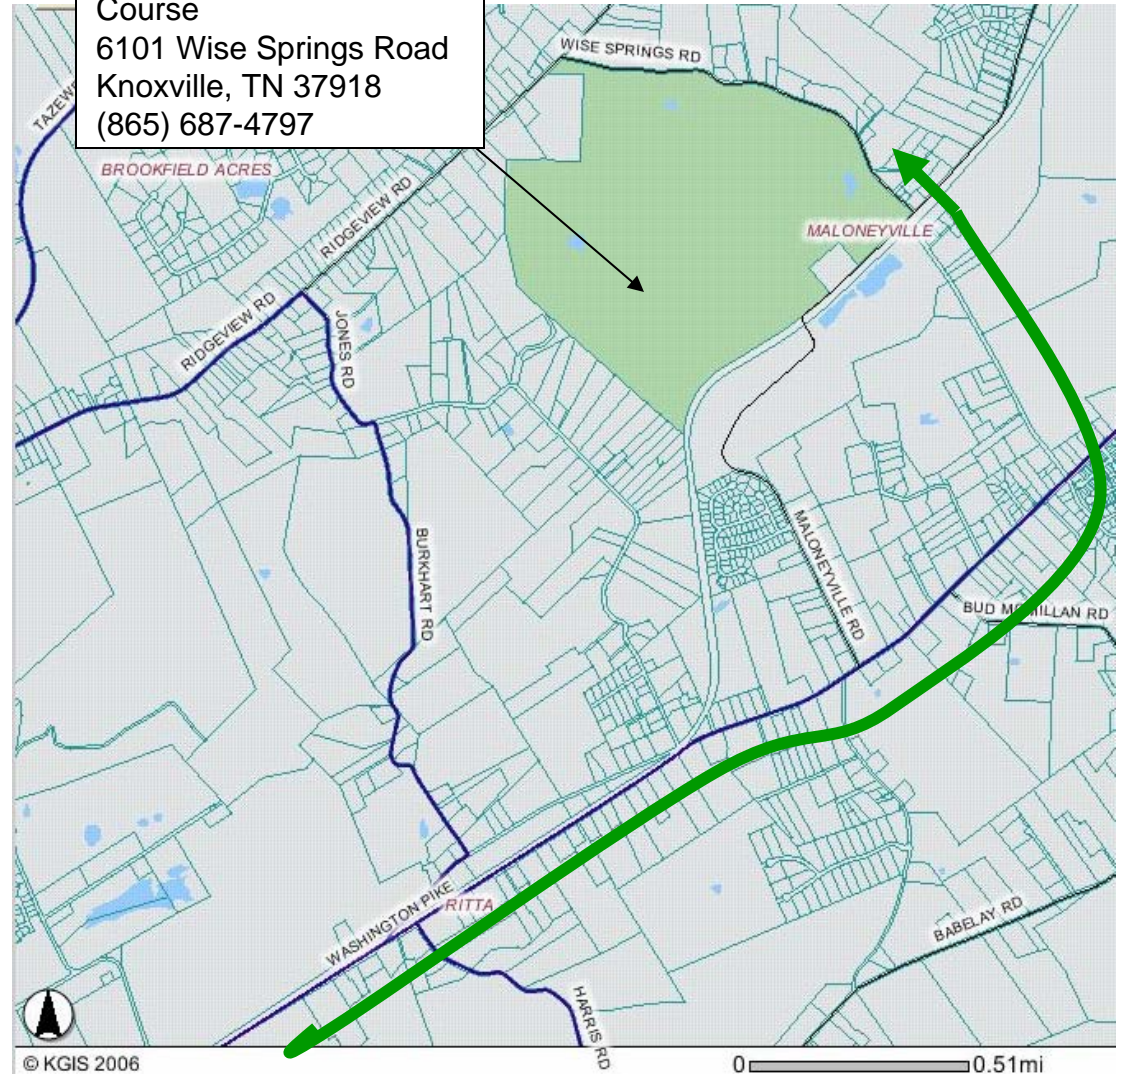 Course
6101 Wise Springs Road
Knoxville, TN 37918
(865) 687-4797
WISE SPRINGS RD
BROOKFIELD ACRES
RIDGEVIEW RD
MALONEYVILLE
RIDGEVIEW RD
JONES RD
BURKHART RD
MALONEYVILLE RD
BUD
RD
WASHINGTON PIKE
RITTA
BABELAY RD
HARRIS RD
© KGIS 2006
0
0.51mi